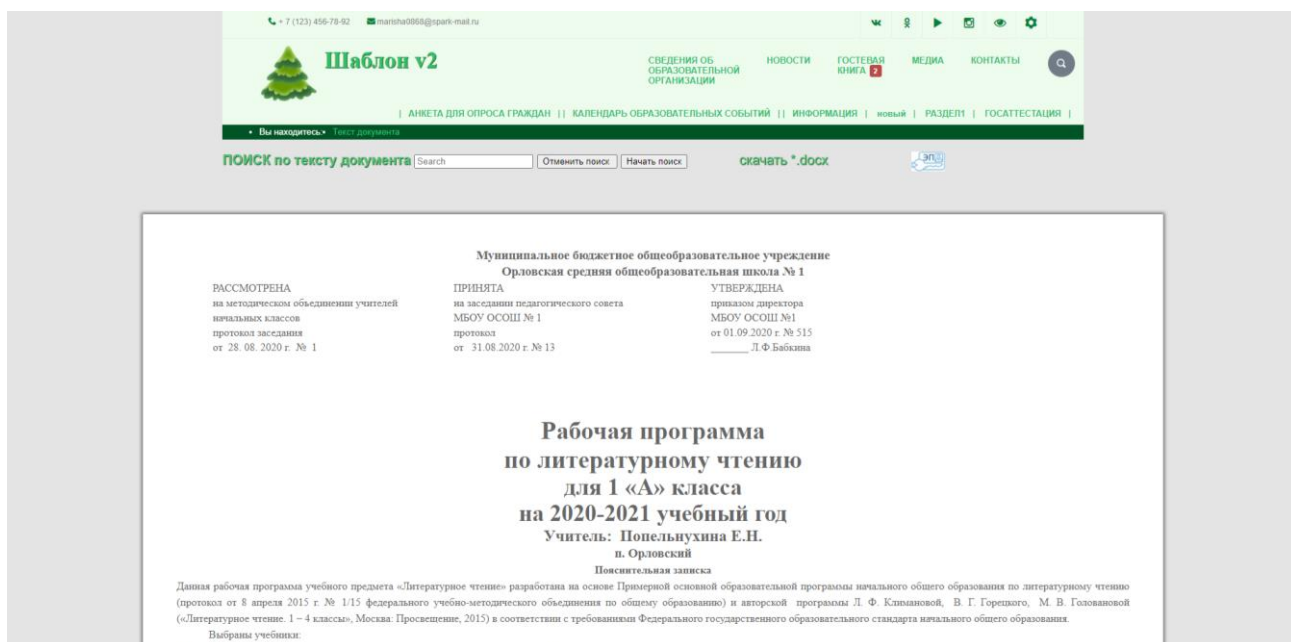 + 7 (123) 456-78-92 marisha0868@spark-mail.ru
Шаблон v2
СВЕДЕНИЯ ОБ
ОБРАЗОВАТЕЛЬНОЙ
ОРГАНИЗАЦИИ
НОВОСТИ
ГОСТЕВАЯ
КНИГА 2
МЕДИА
КОНТАКТЫ
| АНКЕТА ДЛЯ ОПРОСА ГРАЖДАН | | КАЛЕНДАРЬ ОБРАЗОВАТЕЛЬНЫХ СОБЫТИЙ | | ИНФОРМАЦИЯ | новый | РАЗДЕЛ1 | ГОСАТТЕСТАЦИЯ |
• Вы находитесь:• Текст документа
ПОИСК по тексту документа Search Отменить поиск Начать поиск скачать *.docx ЭП
Муниципальное бюджетное общеобразовательное учреждение
Орловская средняя общеобразовательная школа № 1
РАССМОТРЕНА
на методическом объединении учителей
начальных классов
протокол заседания
от 28. 08. 2020 г. № 1
ПРИНЯТА
на заседании педагогического совета
МБОУ ОСОШ № 1
протокол
от 31.08.2020 г. № 13
УТВЕРЖДЕНА
приказом директора
МБОУ ОСОШ №1
от 01.09.2020 г. № 515
_______ Л.Ф.Бабкина
Рабочая программа
по литературному чтению
для 1 «А» класса
на 2020-2021 учебный год
Учитель: Попельнухина Е.Н.
п. Орловский
Пояснительная записка
Данная рабочая программа учебного предмета «Литературное чтение» разработана на основе Примерной основной образовательной программы начального общего образования по литературному чтению
(протокол от 8 апреля 2015 г. № 1/15 федерального учебно-методического объединения по общему образованию) и авторской программы Л. Ф. Климановой, В. Г. Горецкого, М. В. Головановой
(«Литературное чтение. 1 – 4 классы», Москва: Просвещение, 2015) в соответствии с требованиями Федерального государственного образовательного стандарта начального общего образования.
Выбраны учебники: